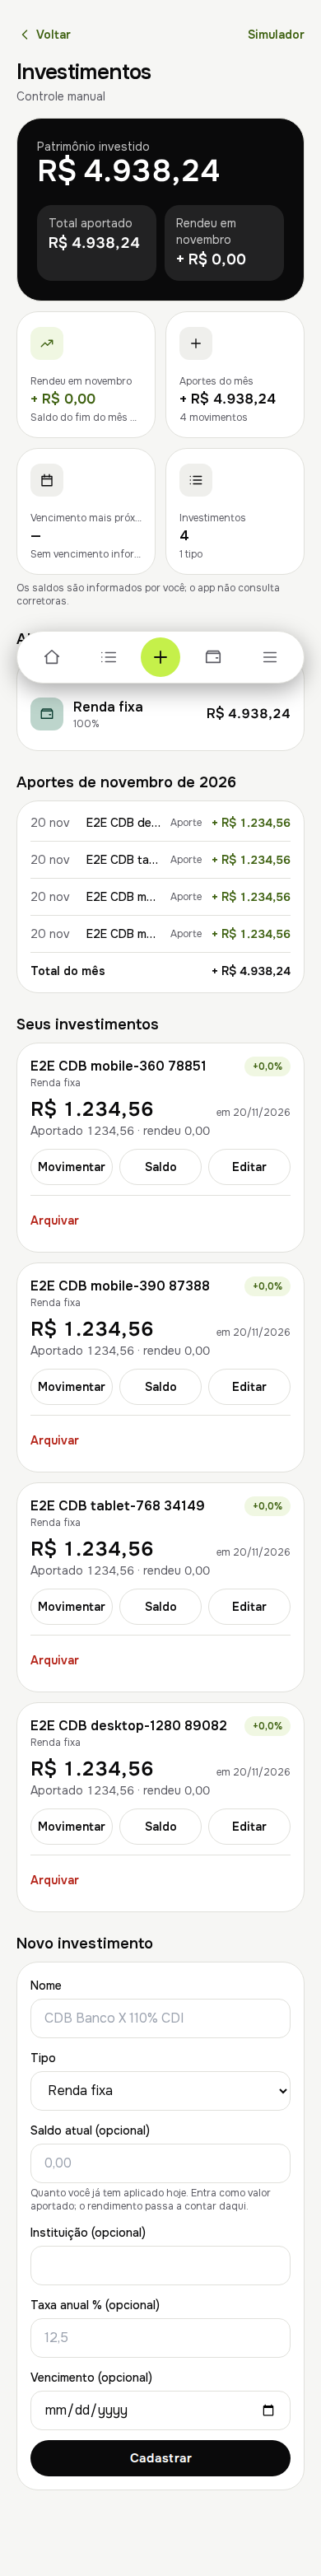 Voltar
Simulador
Investimentos
Controle manual
Patrimônio investido
R$ 4.938,24
Total aportado
R$ 4.938,24
Rendeu em
novembro
+ R$ 0,00
Rendeu em novembro
+ R$ 0,00
Saldo do fim do mês ...
Aportes do mês
+ R$ 4.938,24
4 movimentos
Vencimento mais próx...
—
Sem vencimento infor...
Investimentos
4
1 tipo
Os saldos são informados por você; o app não consulta
corretoras.
Renda fixa
100%
R$ 4.938,24
Aportes de novembro de 2026
20 nov E2E CDB de... Aporte + R$ 1.234,56
20 nov E2E CDB ta... Aporte + R$ 1.234,56
20 nov E2E CDB m... Aporte + R$ 1.234,56
20 nov E2E CDB m... Aporte + R$ 1.234,56
Total do mês + R$ 4.938,24
Seus investimentos
E2E CDB mobile-360 78851 +0,0%
Renda fixa
R$ 1.234,56 em 20/11/2026
Aportado 1234,56 · rendeu 0,00
Movimentar Saldo Editar
Arquivar
E2E CDB mobile-390 87388 +0,0%
Renda fixa
R$ 1.234,56 em 20/11/2026
Aportado 1234,56 · rendeu 0,00
Movimentar Saldo Editar
Arquivar
E2E CDB tablet-768 34149 +0,0%
Renda fixa
R$ 1.234,56 em 20/11/2026
Aportado 1234,56 · rendeu 0,00
Movimentar Saldo Editar
Arquivar
E2E CDB desktop-1280 89082 +0,0%
Renda fixa
R$ 1.234,56 em 20/11/2026
Aportado 1234,56 · rendeu 0,00
Movimentar Saldo Editar
Arquivar
Novo investimento
Nome
CDB Banco X 110% CDI
Tipo
Renda fixa
Saldo atual (opcional)
0,00
Quanto você já tem aplicado hoje. Entra como valor
aportado; o rendimento passa a contar daqui.
Instituição (opcional)
Taxa anual % (opcional)
12,5
Vencimento (opcional)
mm/dd/yyyy
Cadastrar